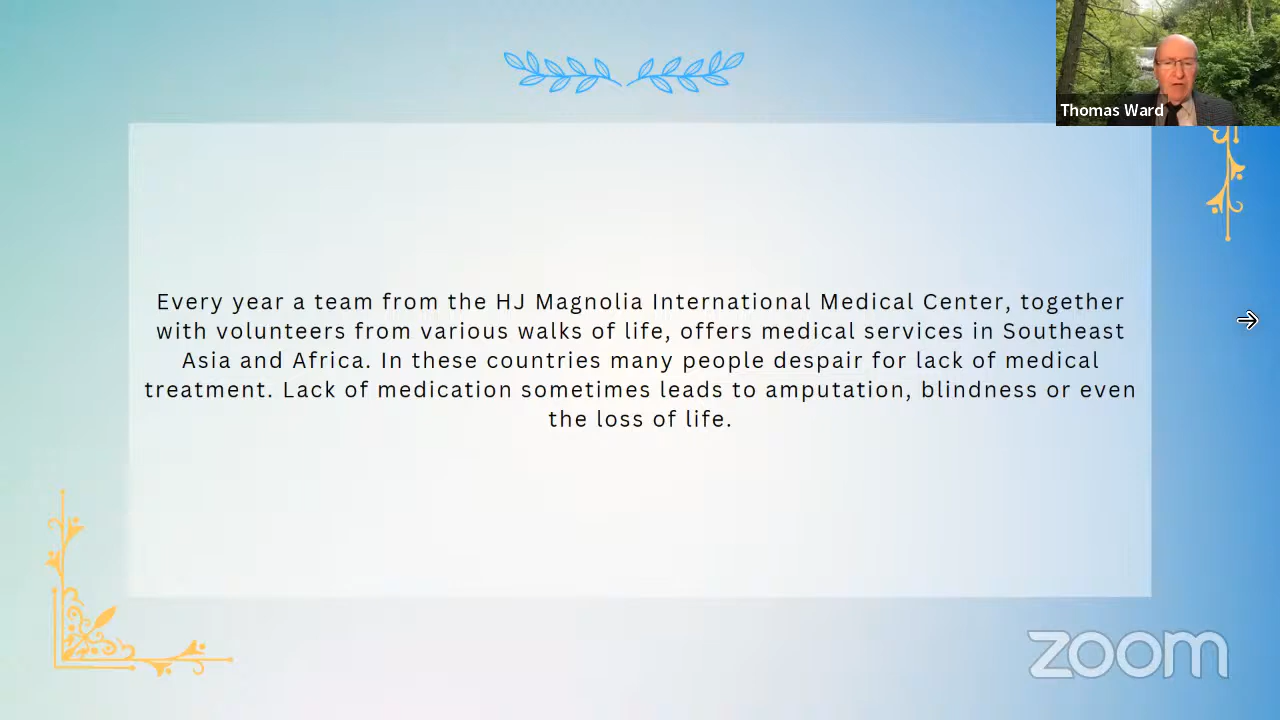 Thomas Ward
Every year a team from the HJ Magnolia International Medical Center, together
with volunteers from various walks of life, offers medical services in Southeast
Asia and Africa. In these countries many people despair for lack of medical
treatment. Lack of medication sometimes leads to amputation, blindness or even
the loss of life.
zoom